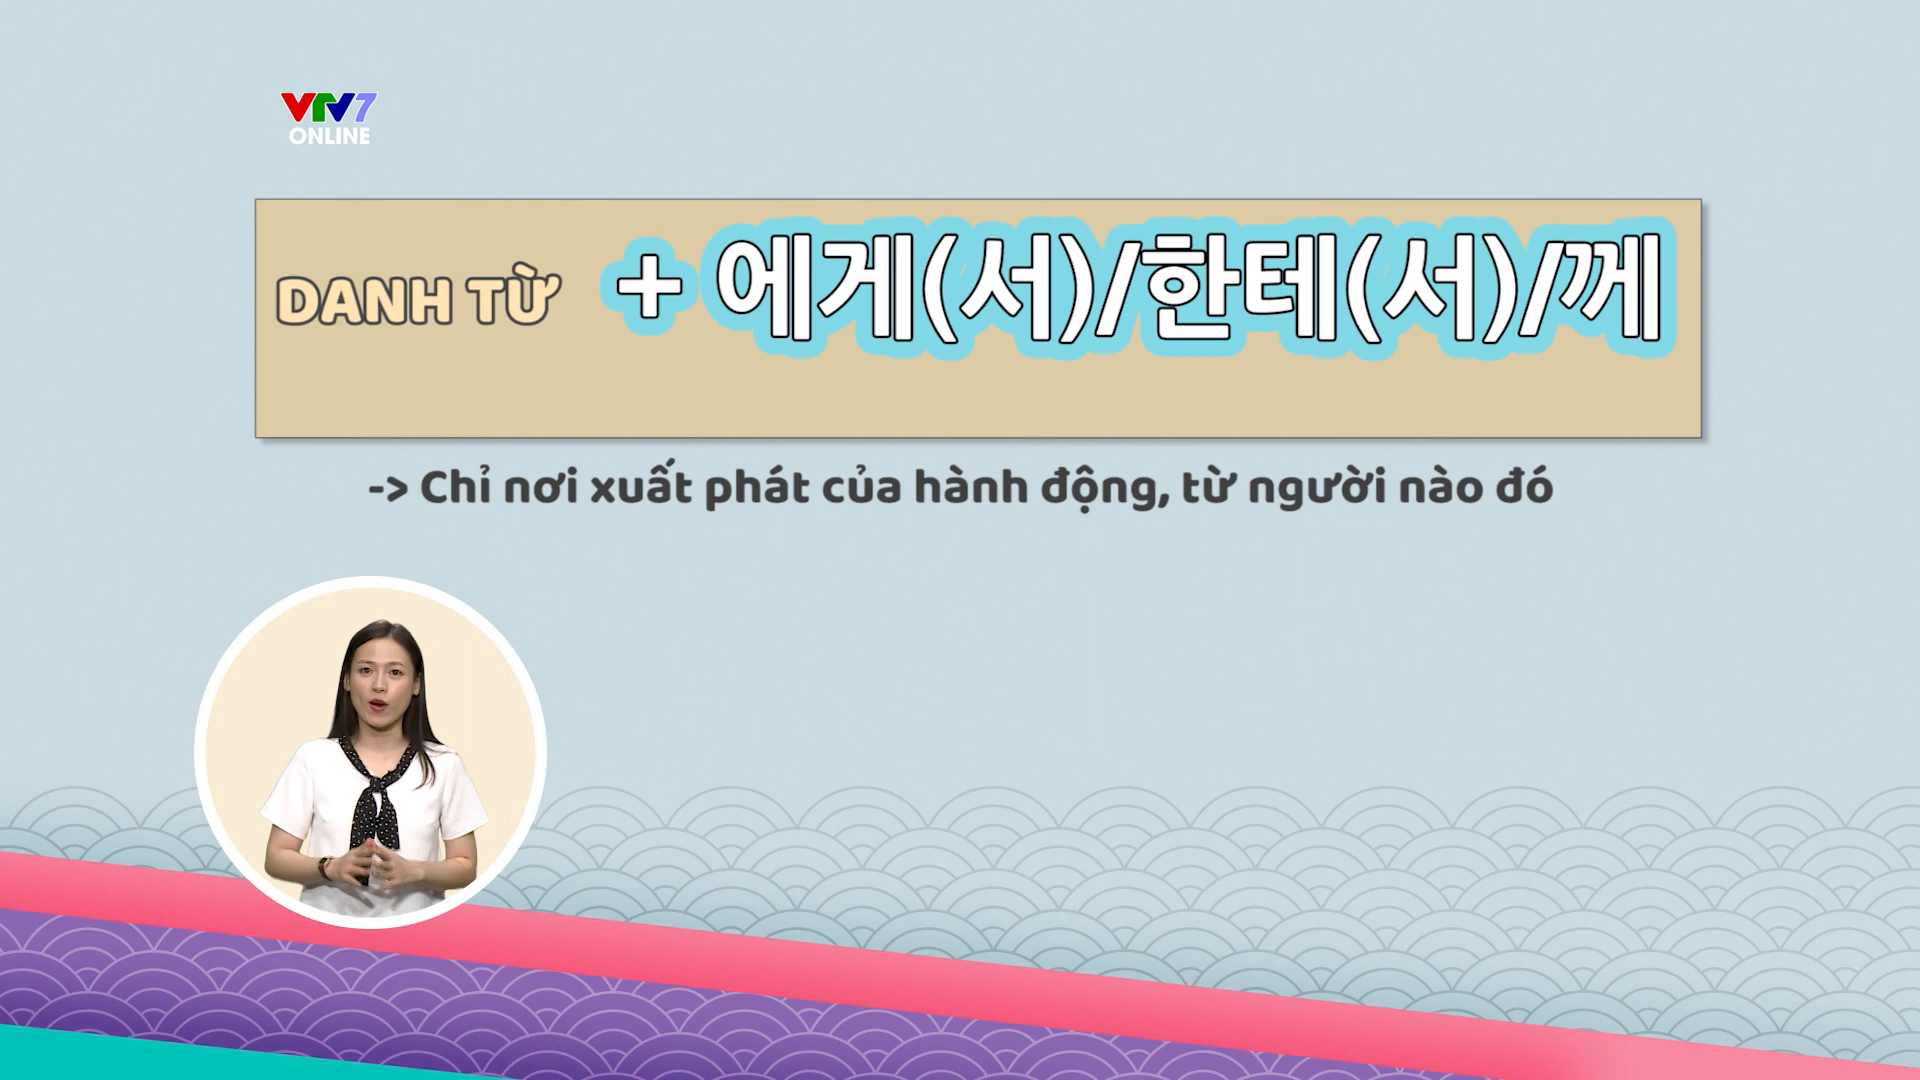 VTV7
ONLINE
DANH TỪ + 에게(서)/한테(서)/께
-> Chỉ nơi xuất phát của hành động, từ người nào đó